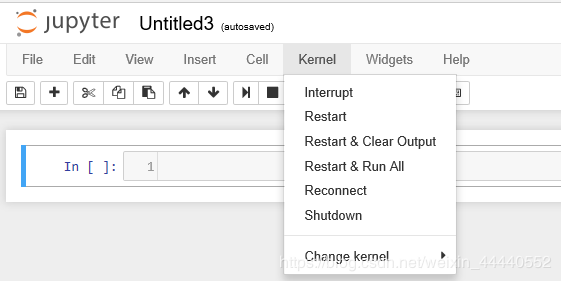 jupyter Untitled3 (autosaved)
File Edit View Insert Cell Kernel Widgets Help
Interrupt
Restart
Restart & Clear Output
In [ ]: 1 Restart & Run All
Reconnect
Shutdown
Change kernel
https://blog.csdn.net/weixin_44440552